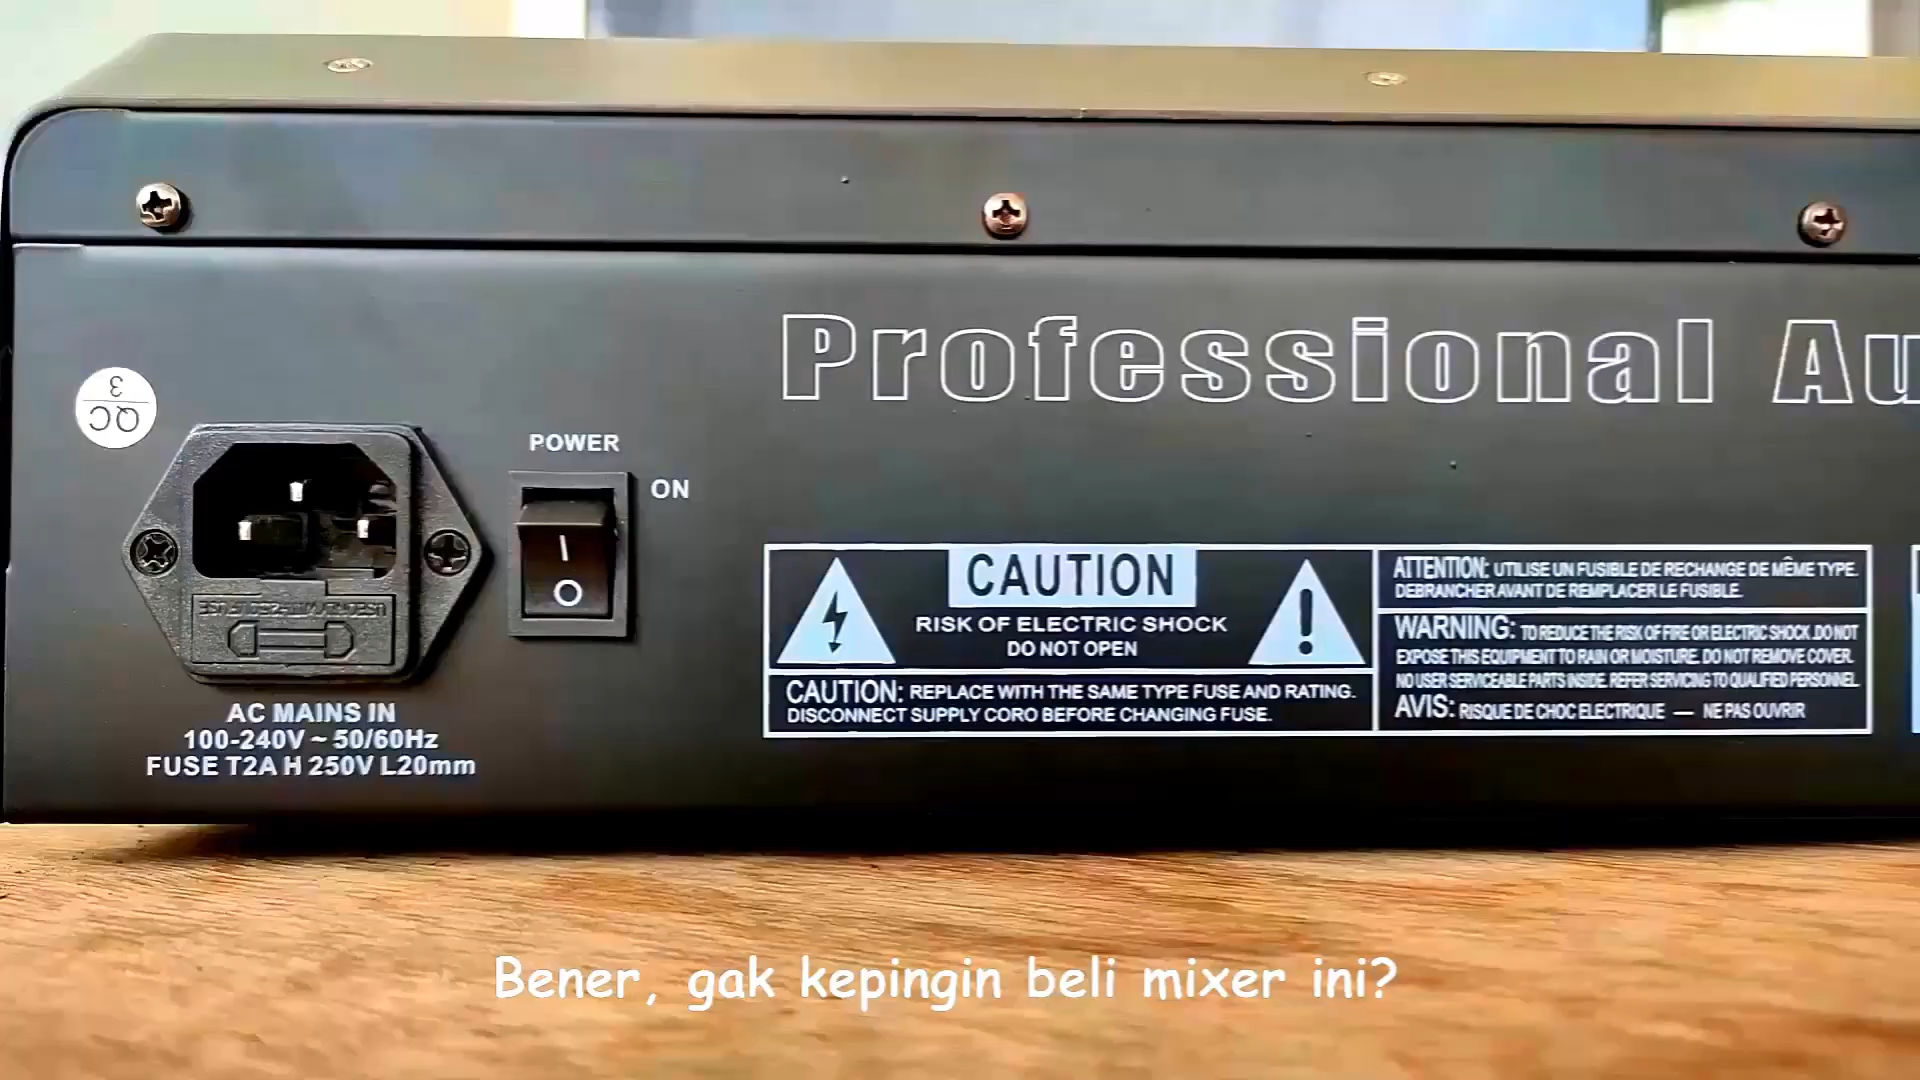 Professional Au
3
QC
POWER
ON
I
O
AC MAINS IN
100-240V ~ 50/60Hz
FUSE T2A H 250V L20mm
CAUTION
RISK OF ELECTRIC SHOCK
DO NOT OPEN
CAUTION: REPLACE WITH THE SAME TYPE FUSE AND RATING.
DISCONNECT SUPPLY CORO BEFORE CHANGING FUSE.
ATTENTION: UTILISE UN FUSIBLE DE RECHANGE DE MÊME TYPE.
DEBRANCHER AVANT DE REMPLACER LE FUSIBLE.
WARNING: TO REDUCE THE RISK OF FIRE OR ELECTRIC SHOCK .DO NOT
EXPOSE THIS EQUIPMENT TO RAIN OR MOISTURE. DO NOT REMOVE COVER.
NO USER SERVICEABLE PARTS INSIDE. REFER SERVICING TO QUALIFIED PERSONNEL.
AVIS: RISQUE DE CHOC ELECTRIQUE — NE PAS OUVRIR
Bener, gak kepingin beli mixer ini?